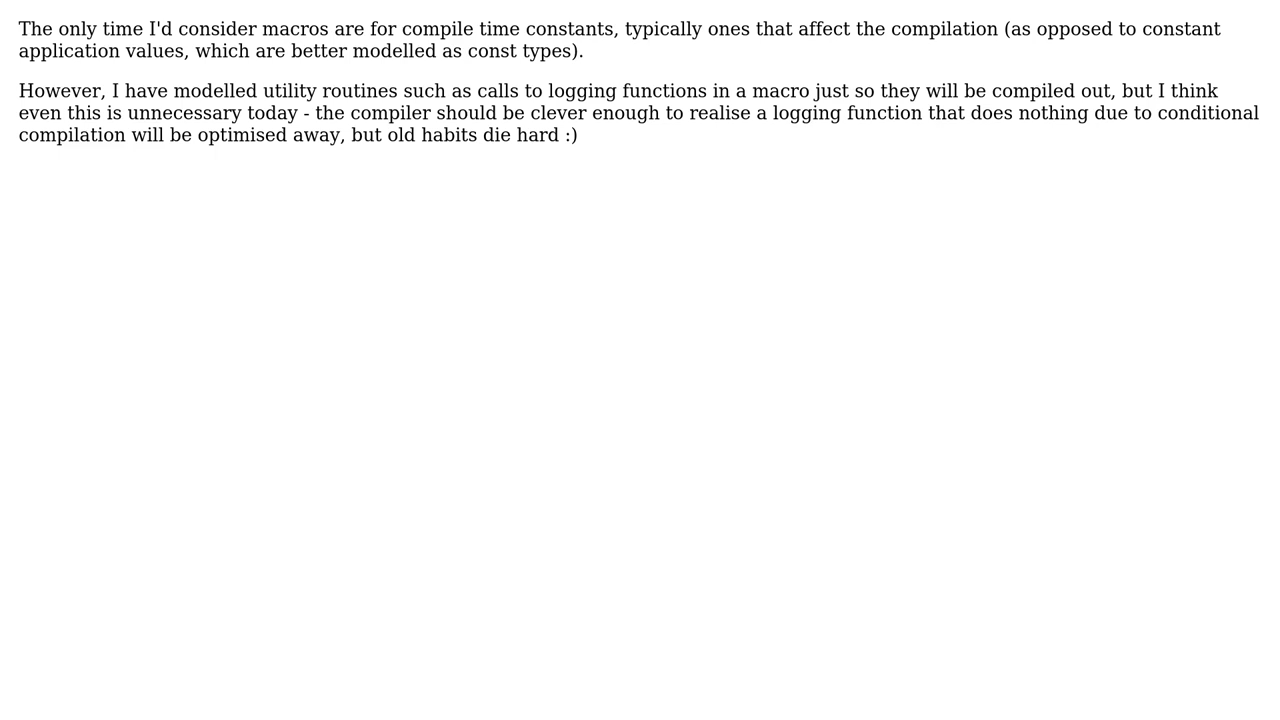 The only time I'd consider macros are for compile time constants, typically ones that affect the compilation (as opposed to constant
application values, which are better modelled as const types).
However, I have modelled utility routines such as calls to logging functions in a macro just so they will be compiled out, but I think
even this is unnecessary today - the compiler should be clever enough to realise a logging function that does nothing due to conditional
compilation will be optimised away, but old habits die hard :)